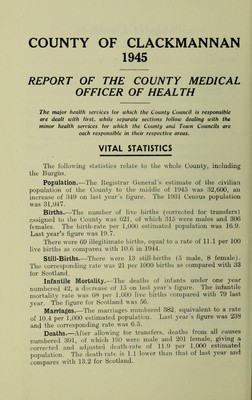 COUNTY OF CLACKMANNAN
1945
REPORT OF THE COUNTY MEDICAL
OFFICER OF HEALTH
The major health services for which the County Council is responsible
are dealt with first, while separate sections follow dealing with the
minor health services for which the County and Town Councils are
each responsible in their respective areas.
VITAL STATISTICS
The following statistics relate to the whole County, including
the Burghs.
Population.—The Registrar General's estimate of the civilian
population of the County to the middle of 1945 was 32,600, an
increase of 349 on last year's figure. The 1931 Census population
was 31,947.
Births.—The number of live births (corrected for transfers)
assigned to the County was 621, of which 315 were males and 306
females. The birth-rate per 1,000 estimated population was 16.9.
Last year's figure was 19.7.
There were 69 illegitimate births, equal to a rate of 11.1 per 100
live births as compared with 10.6 in 1944.
Still-Births.—There were 13 still-births (5 male, 8 female).
The corresponding rate was 21 per 1000 births as compared with 33
for Scotland.
Infantile Mortality.—The deaths of infants under one year
numbered 42, a decrease of 13 on last year's figure. The infantile
mortality rate was 68 per 1,000 live births compared with 79 last
year. The figure for Scotland was 56.
Marriages.—The marriages numbered 382, equivalent to a rate
of 10.4 per 1,000 estimated population. Last year's figure was 238
and the corresponding rate was 6.5.
Deaths.—After allowing for transfers, deaths from all causes
numbered 391, of which 190 were male and 201 female, giving a
corrected and adjusted death-rate of 11.9 per 1,000 estimated
population. The death rate is 1.1 lower than that of last year and
compares with 13.2 for Scotland.